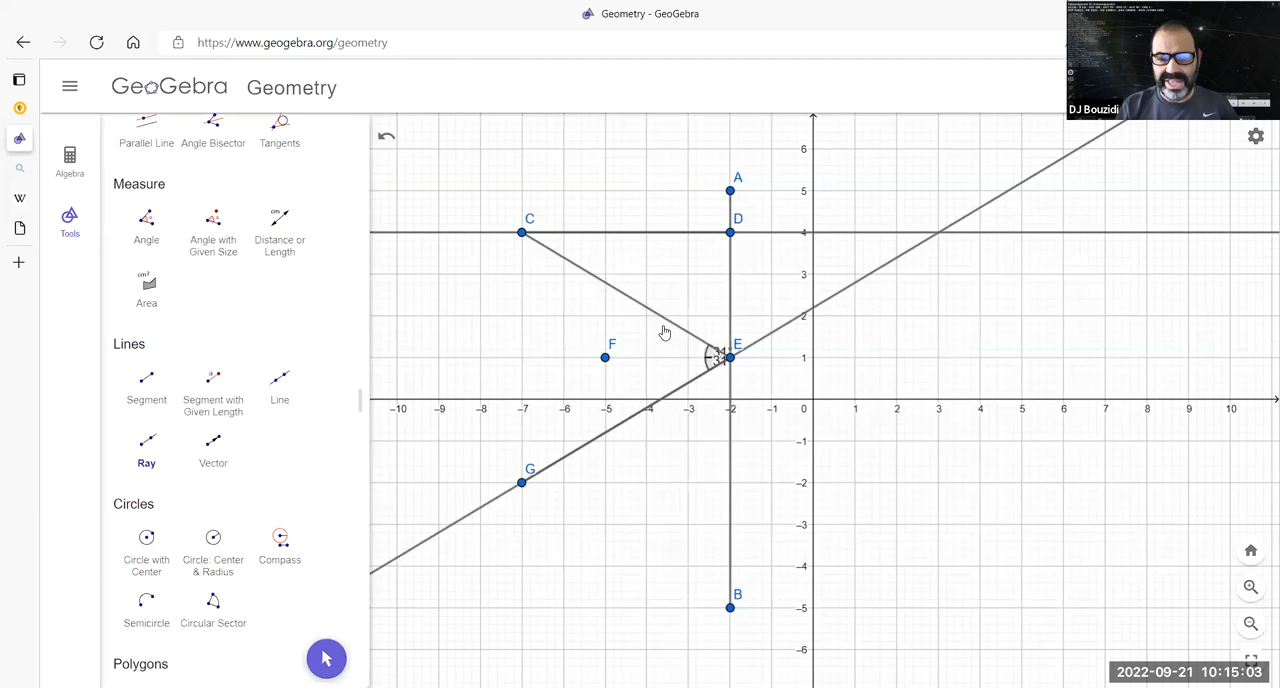 Geometry - GeoGebra
https://www.geogebra.org/geometry
DJ Bouzidi
GeoGebra Geometry
Algebra
Tools
Parallel Line Angle Bisector Tangents
Measure
Angle
Angle with Given Size
Distance or Length
cm
cm²
Area
Lines
Segment
Segment with Given Length
Line
Ray
Vector
Circles
Circle with Center
Circle: Center & Radius
Compass
Semicircle
Circular Sector
Polygons
A
C
D
F
E
G
B
6
5
4
3
2
1
−10 −9 −8 −7 −6 −5 −4 −3 −2 −1 0 1 2 3 4 5 6 7 8 9 10
−1
−2
−3
−4
−5
−6
2022-09-21 10:15:03